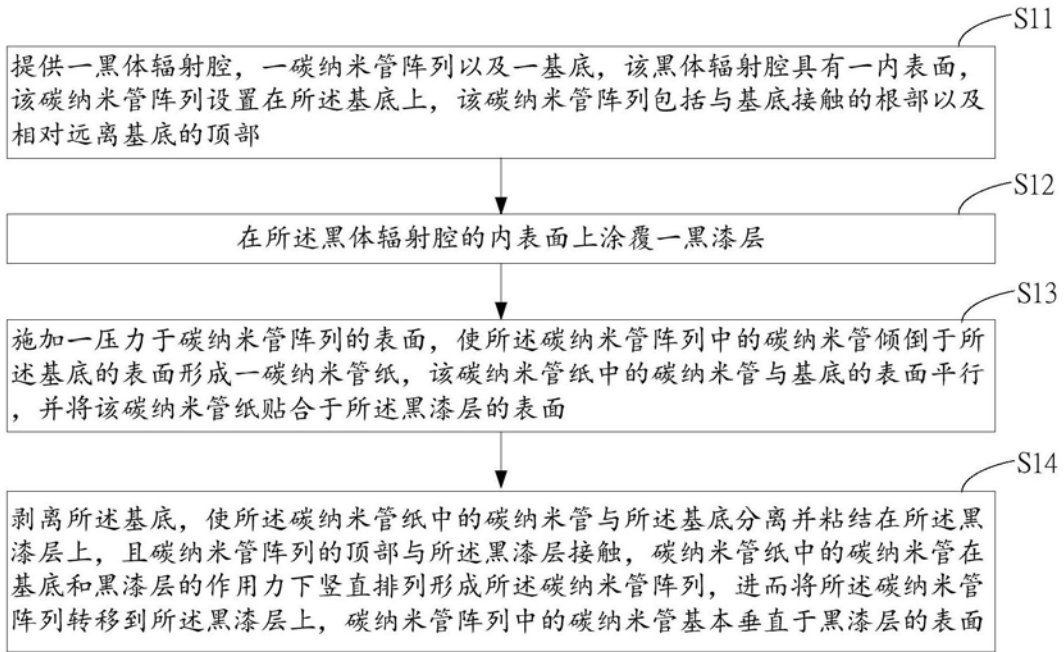 S11
提供一黑体辐射腔，一碳纳米管阵列以及一基底，该黑体辐射腔具有一内表面，
该碳纳米管阵列设置在所述基底上，该碳纳米管阵列包括与基底接触的根部以及
相对远离基底的顶部
S12
在所述黑体辐射腔的内表面上涂覆一黑漆层
S13
施加一压力于碳纳米管阵列的表面，使所述碳纳米管阵列中的碳纳米管倾倒于所
述基底的表面形成一碳纳米管纸，该碳纳米管纸中的碳纳米管与基底的表面平行
，并将该碳纳米管纸贴合于所述黑漆层的表面
S14
剥离所述基底，使所述碳纳米管纸中的碳纳米管与所述基底分离并粘结在所述黑
漆层上，且碳纳米管阵列的顶部与所述黑漆层接触，碳纳米管纸中的碳纳米管在
基底和黑漆层的作用力下竖直排列形成所述碳纳米管阵列，进而将所述碳纳米管
阵列转移到所述黑漆层上，碳纳米管阵列中的碳纳米管基本垂直于黑漆层的表面